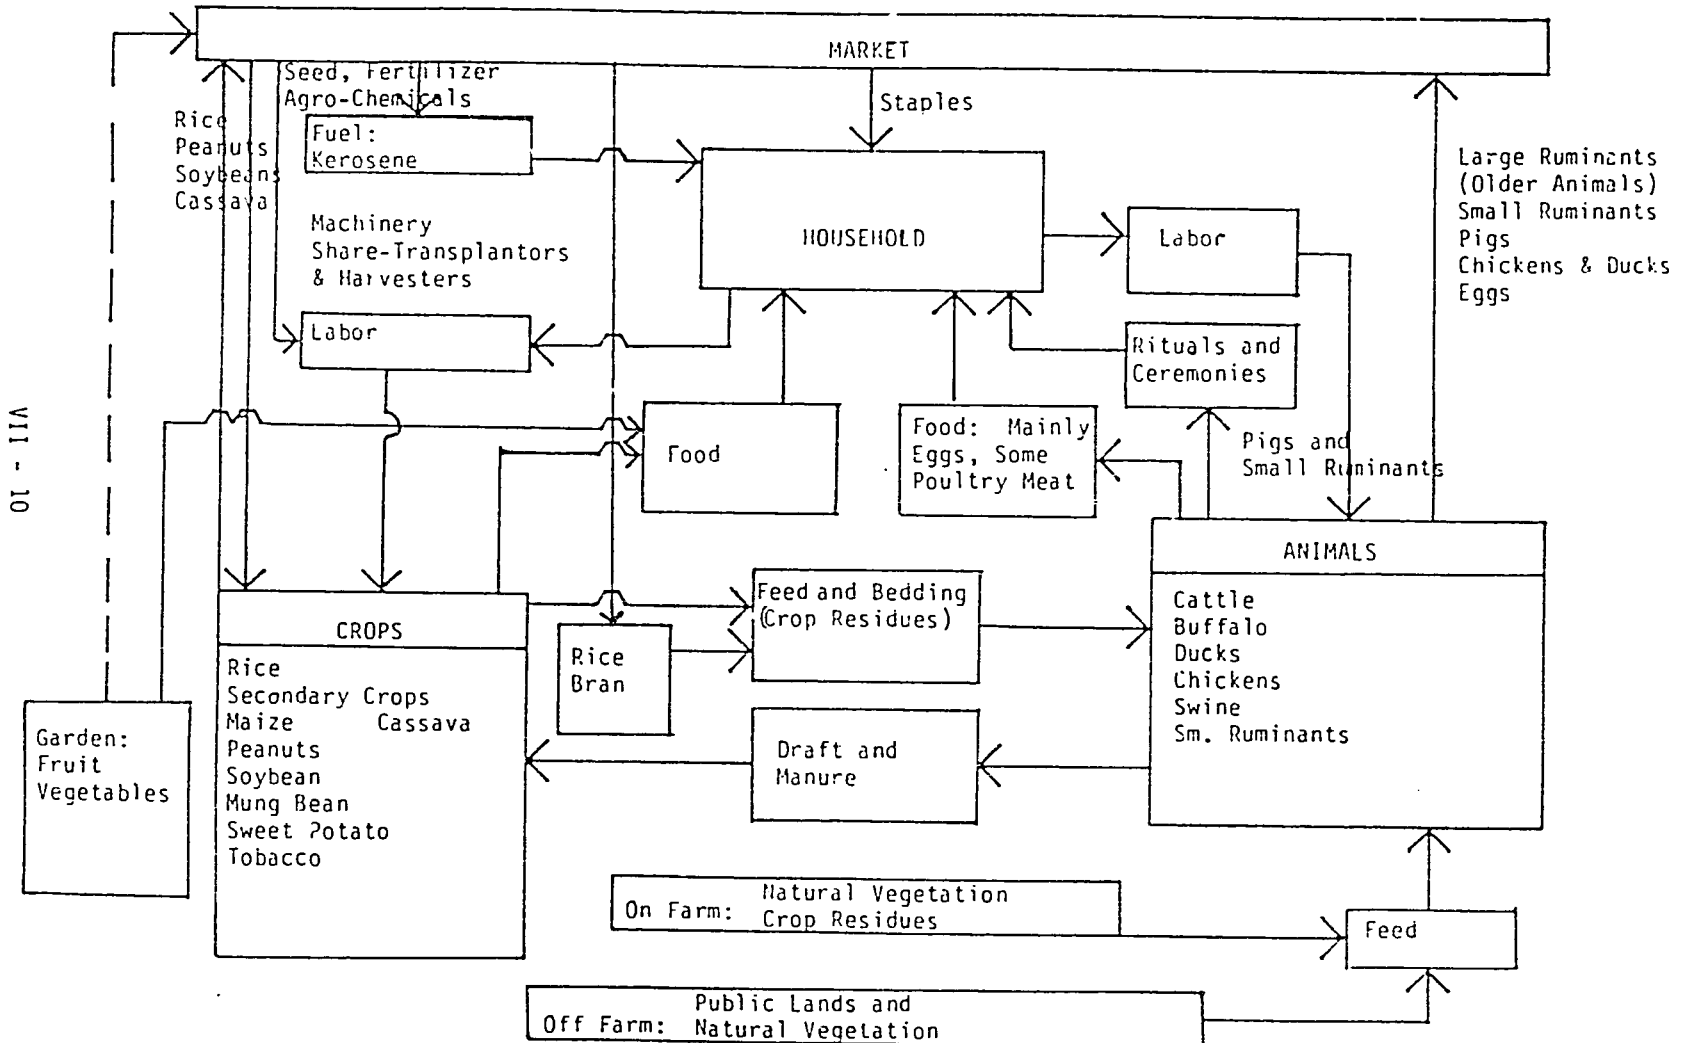 MARKET
Seed, Fertilizer
Agro-Chemicals
Staples
Rice
Peanuts
Soybeans
Cassava
Fuel:
Kerosene
Large Ruminants
(Older Animals)
Small Ruminants
Pigs
Chickens & Ducks
Eggs
Machinery
Share-Transplantors
& Harvesters
HOUSEHOLD
Labor
Labor
Rituals and
Ceremonies
VII - 10
Food
Food: Mainly
Eggs, Some
Poultry Meat
Pigs and
Small Ruminants
ANIMALS
Cattle
Buffalo
Ducks
Chickens
Swine
Sm. Ruminants
Feed and Bedding
(Crop Residues)
CROPS
Rice
Secondary Crops
Maize Cassava
Peanuts
Soybean
Mung Bean
Sweet Potato
Tobacco
Rice
Bran
Garden:
Fruit
Vegetables
Draft and
Manure
On Farm: Natural Vegetation
Crop Residues
Feed
Public Lands and
Off Farm: Natural Vegetation